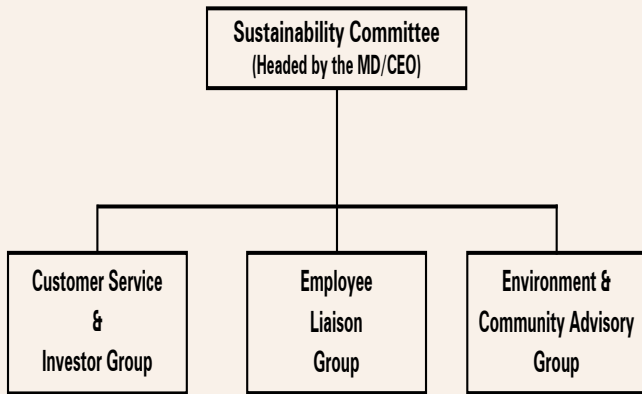 Sustainability Committee
(Headed by the MD/CEO)
Customer Service
&
Investor Group
Employee
Liaison
Group
Environment &
Community Advisory
Group